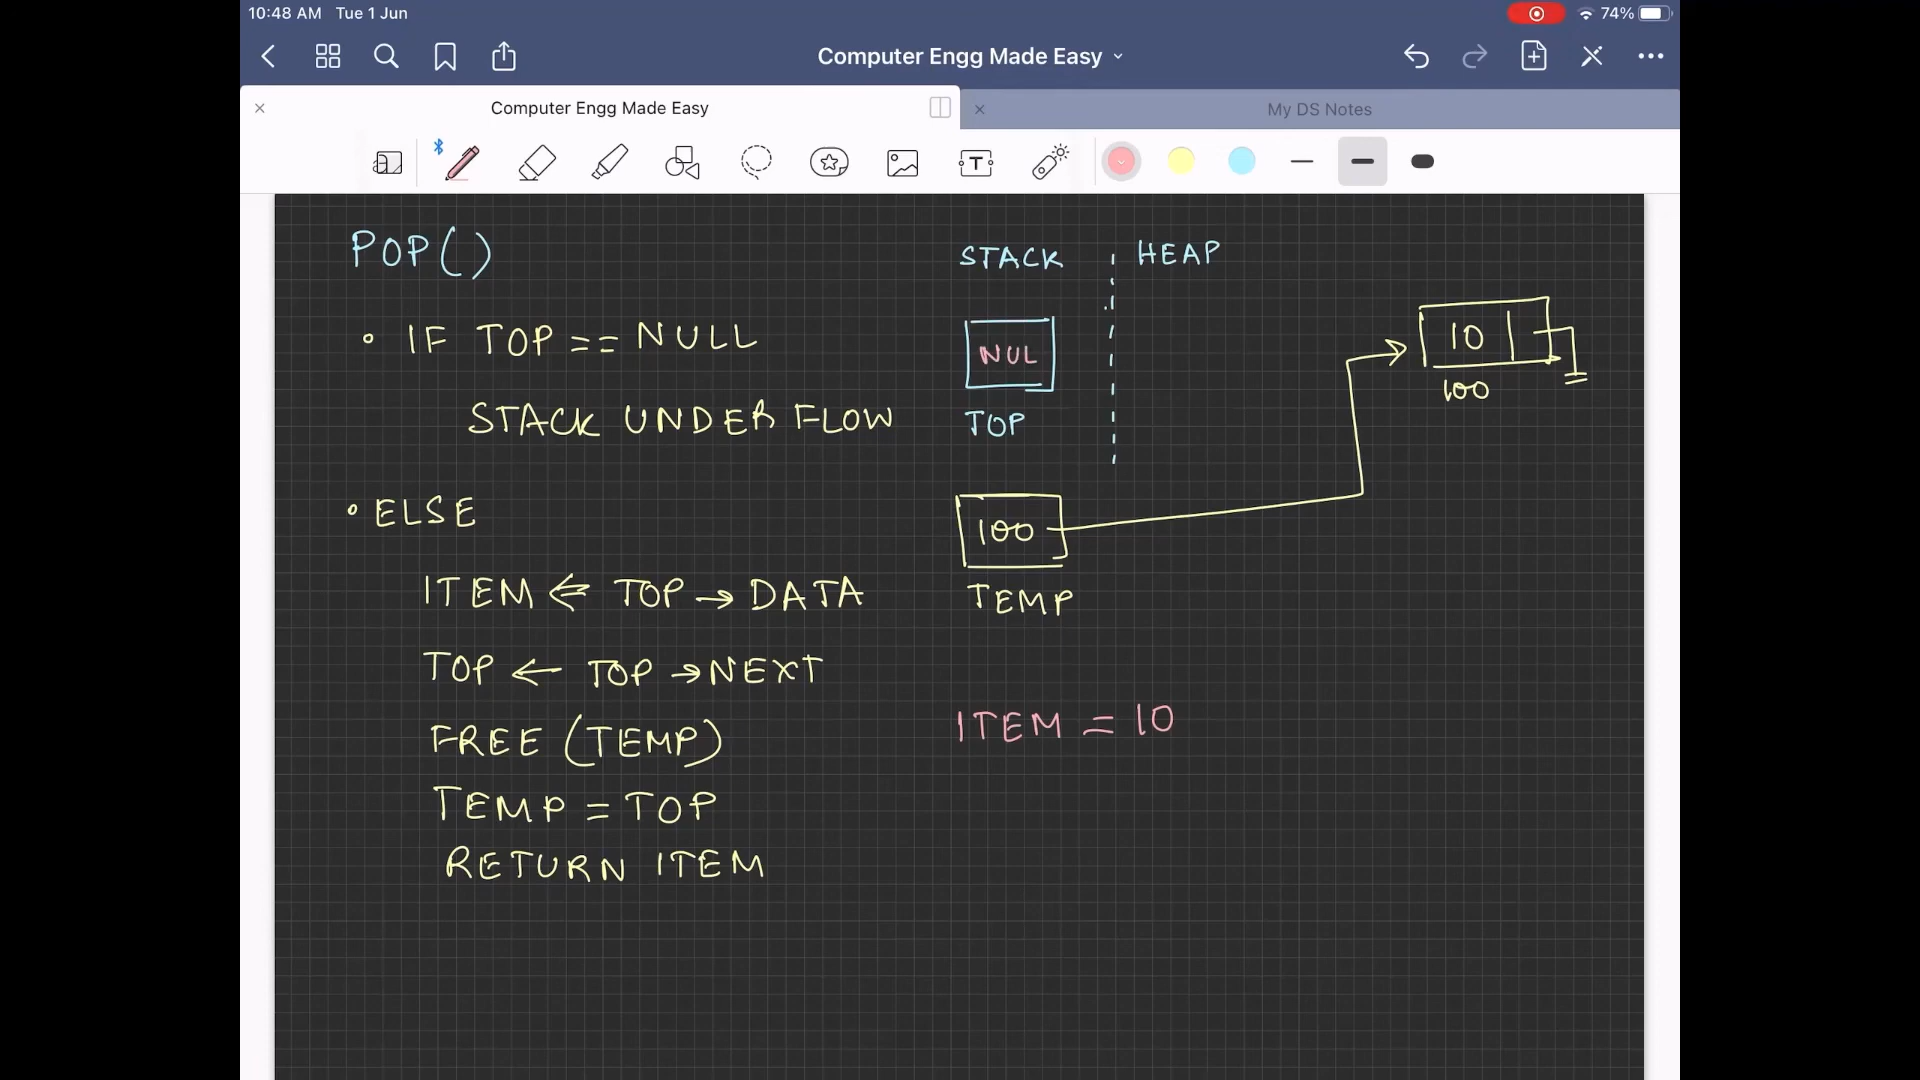 10:48 AM Tue 1 Jun
74%
Computer Engg Made Easy
Computer Engg Made Easy
My DS Notes
POP()
• IF TOP == NULL
STACK UNDER FLOW
• ELSE
ITEM ⇐ TOP → DATA
TOP ← TOP → NEXT
FREE (TEMP)
TEMP = TOP
RETURN ITEM
STACK
HEAP
NUL
TOP
10
100
100
TEMP
ITEM = 10